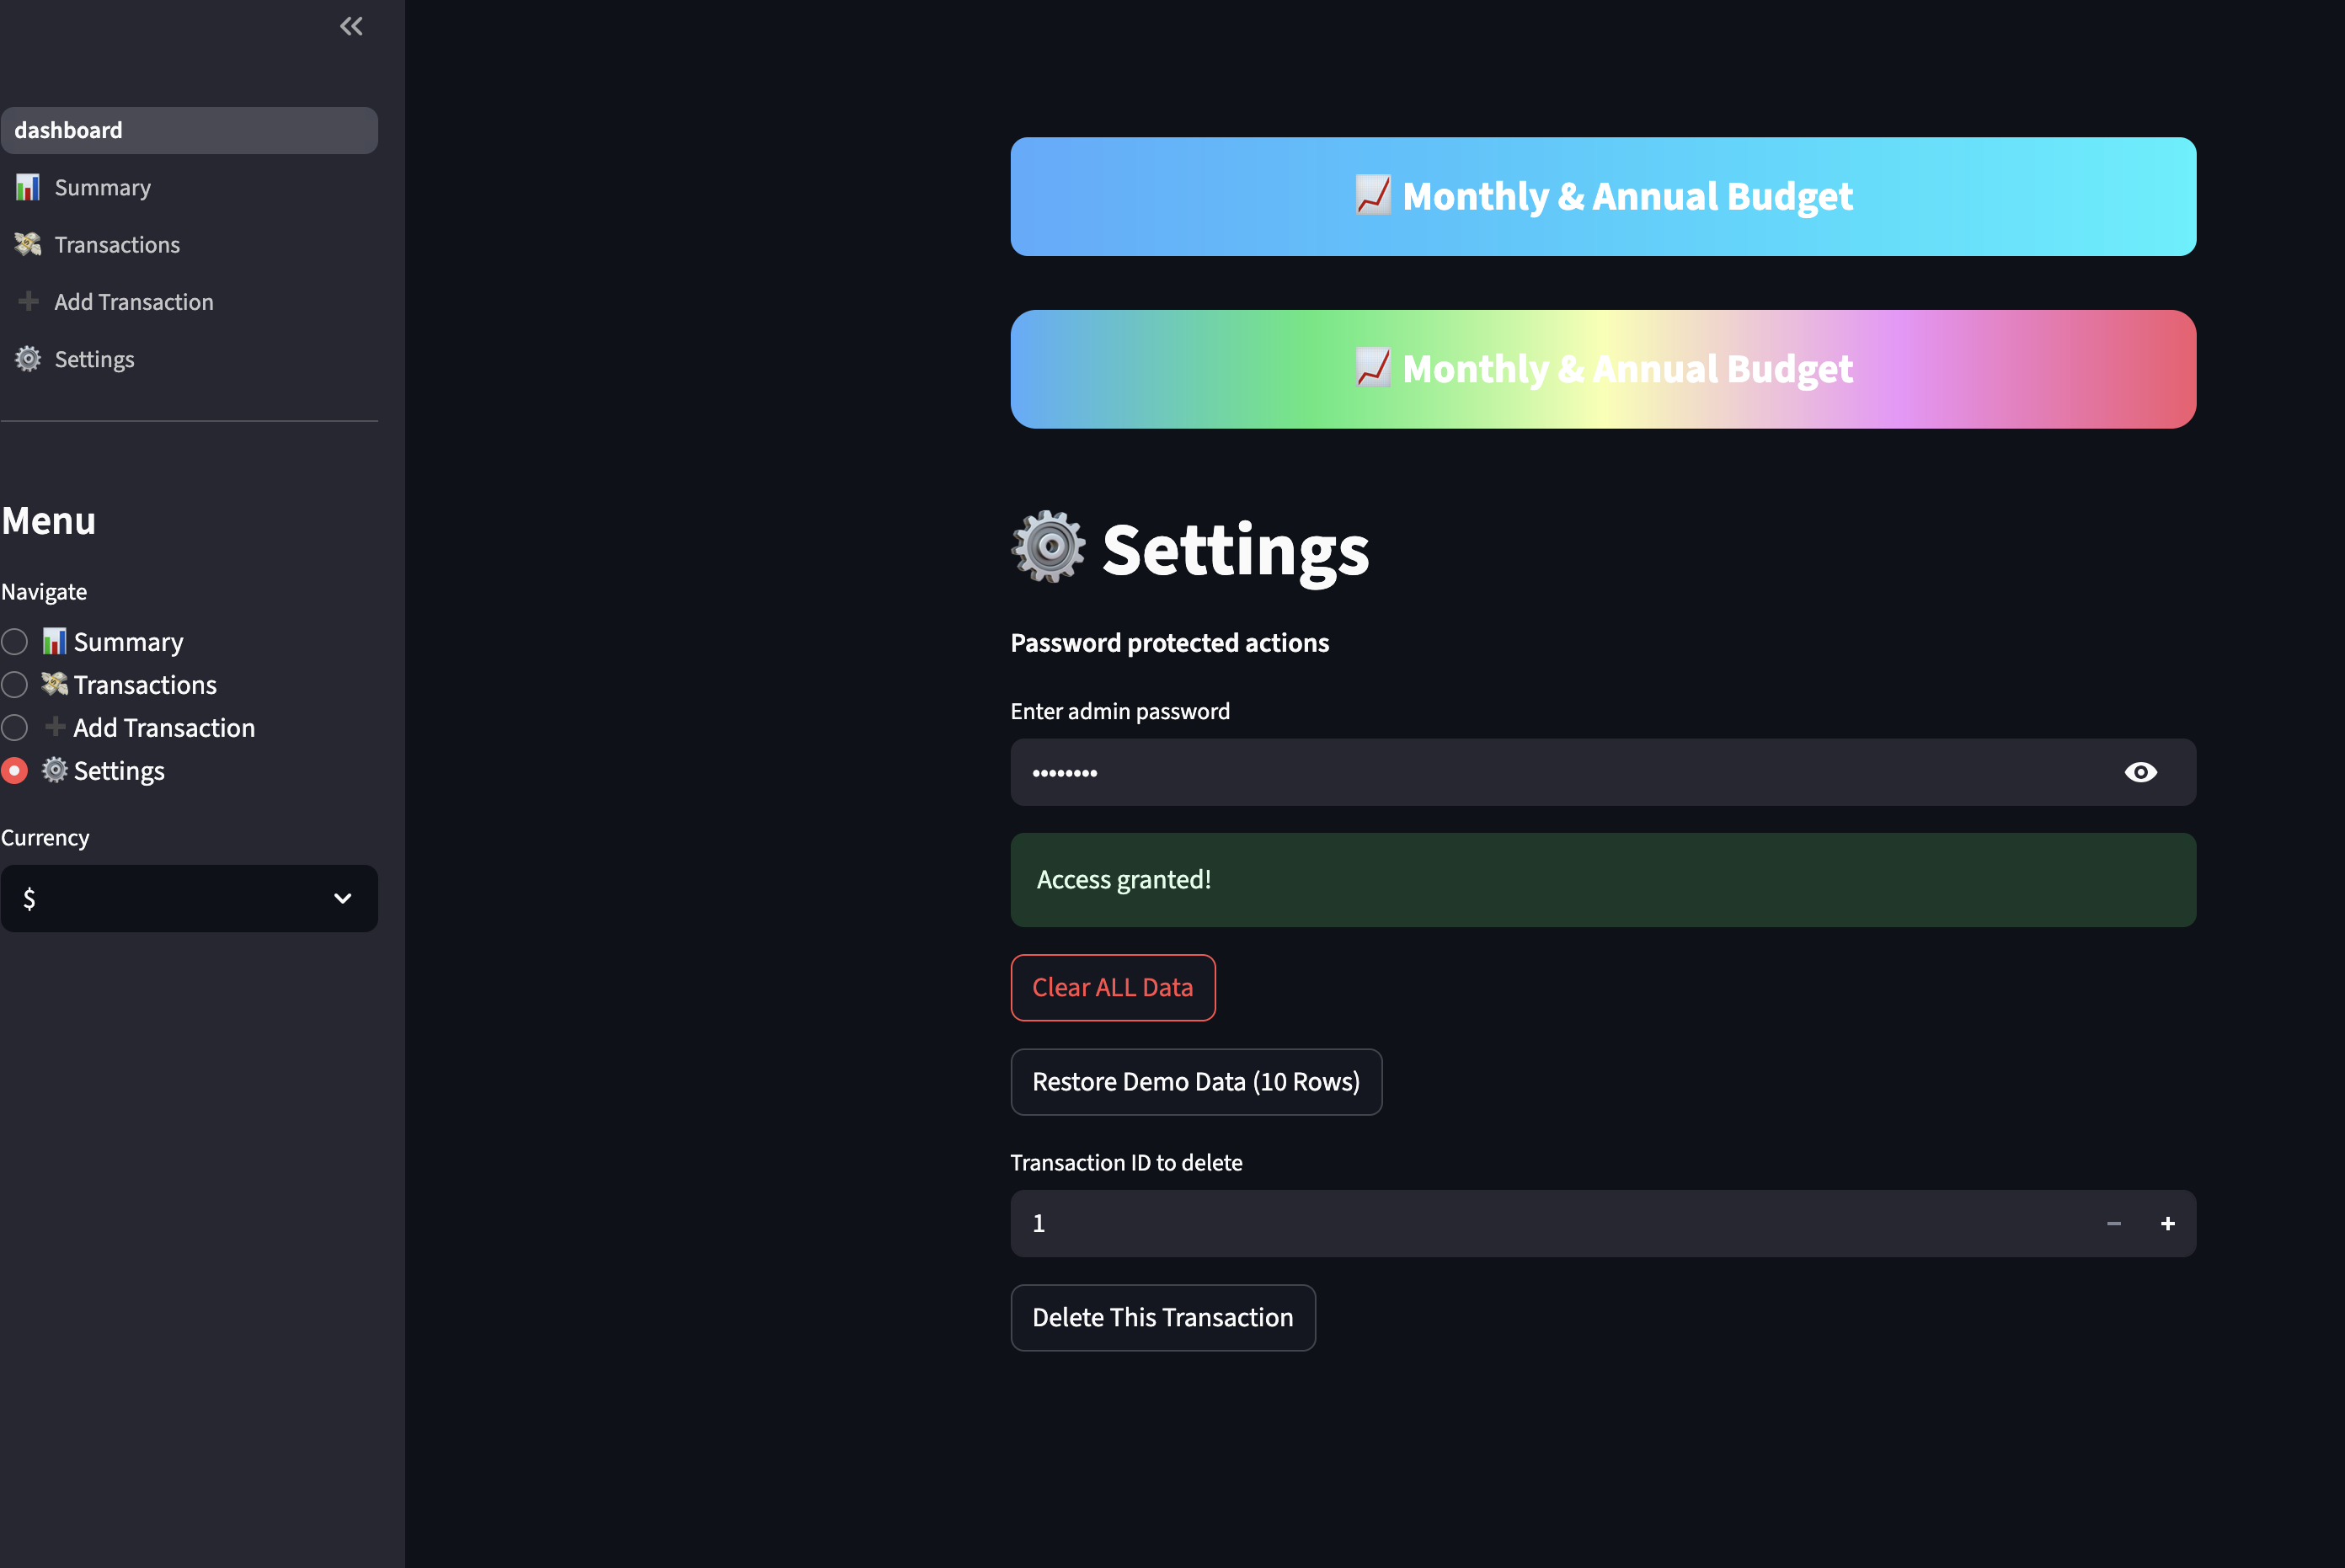 dashboard
📊 Summary
💸 Transactions
➕ Add Transaction
⚙️ Settings
Menu
Navigate
📊 Summary
💸 Transactions
➕ Add Transaction
⚙️ Settings
Currency
$
📈 Monthly & Annual Budget
📈 Monthly & Annual Budget
⚙️ Settings
Password protected actions
Enter admin password
••••••••
Access granted!
Clear ALL Data
Restore Demo Data (10 Rows)
Transaction ID to delete
1
Delete This Transaction